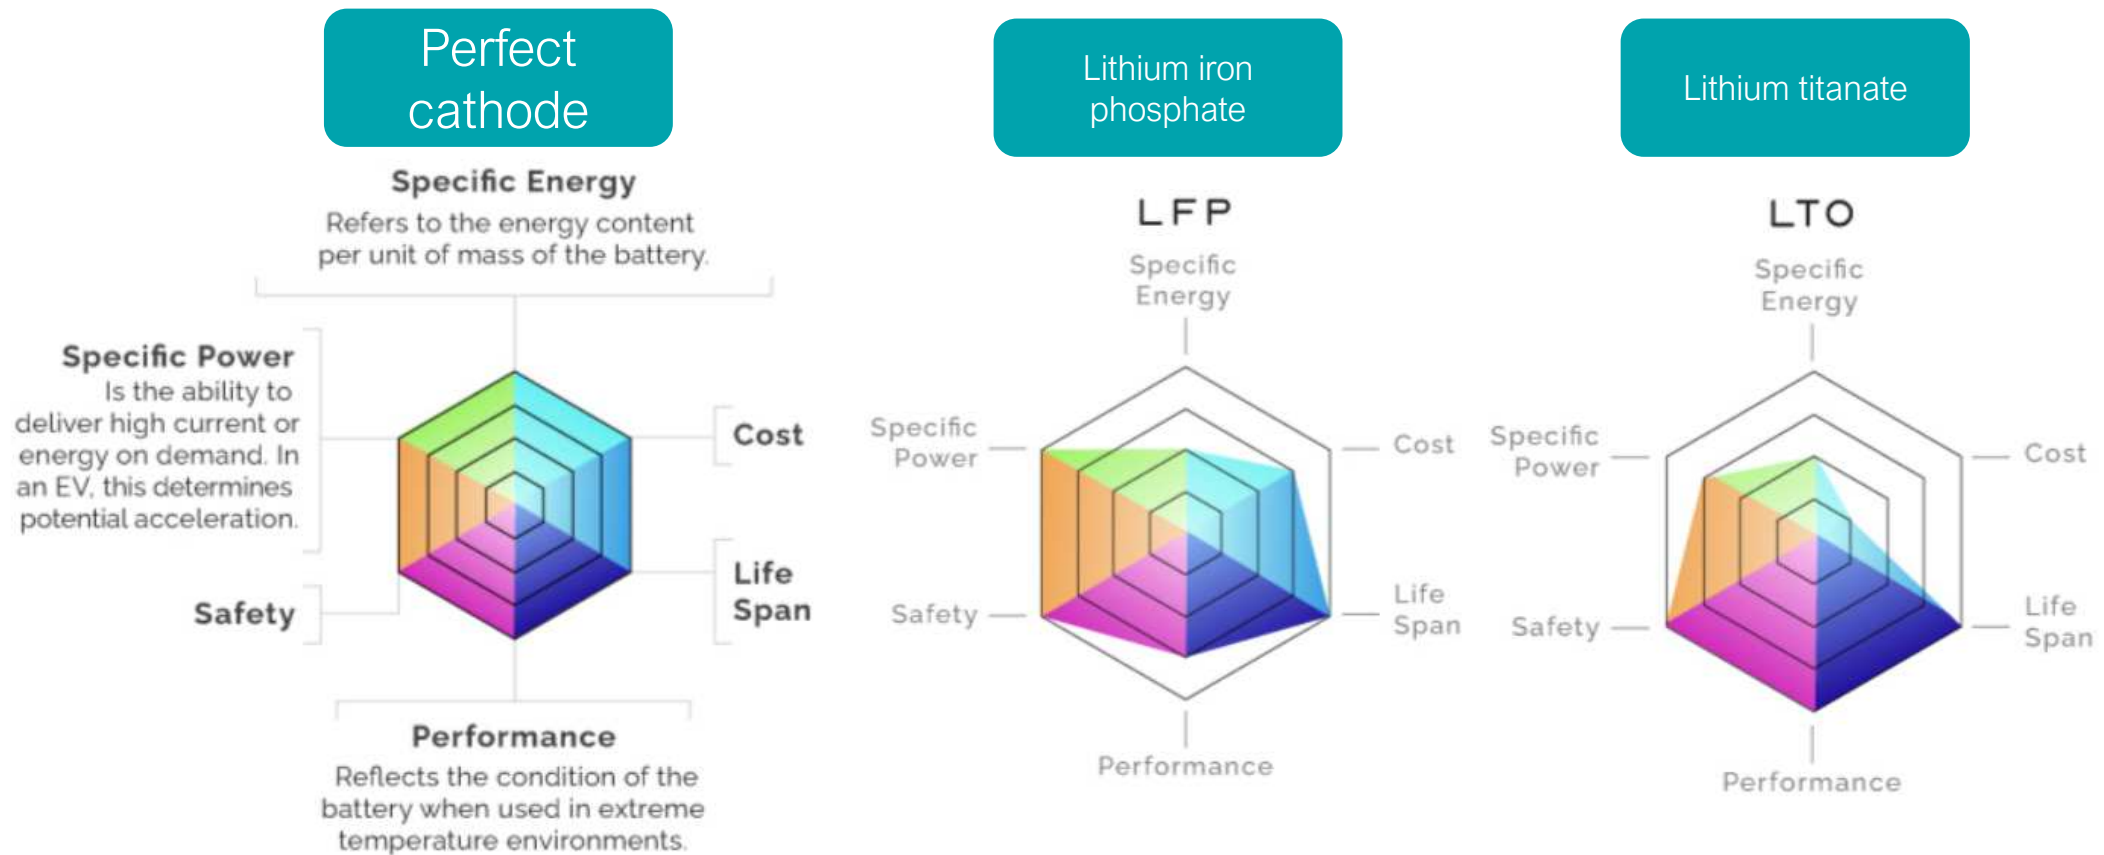 Perfect
cathode
Specific Energy
Refers to the energy content
per unit of mass of the battery.
Specific Power
Is the ability to
deliver high current or
energy on demand. In
an EV, this determines
potential acceleration.
Cost
Life
Span
Safety
Performance
Reflects the condition of the
battery when used in extreme
temperature environments.
Lithium iron
phosphate
LFP
Specific
Energy
Specific
Power
Cost
Safety
Life
Span
Performance
Lithium titanate
LTO
Specific
Energy
Specific
Power
Cost
Safety
Life
Span
Performance